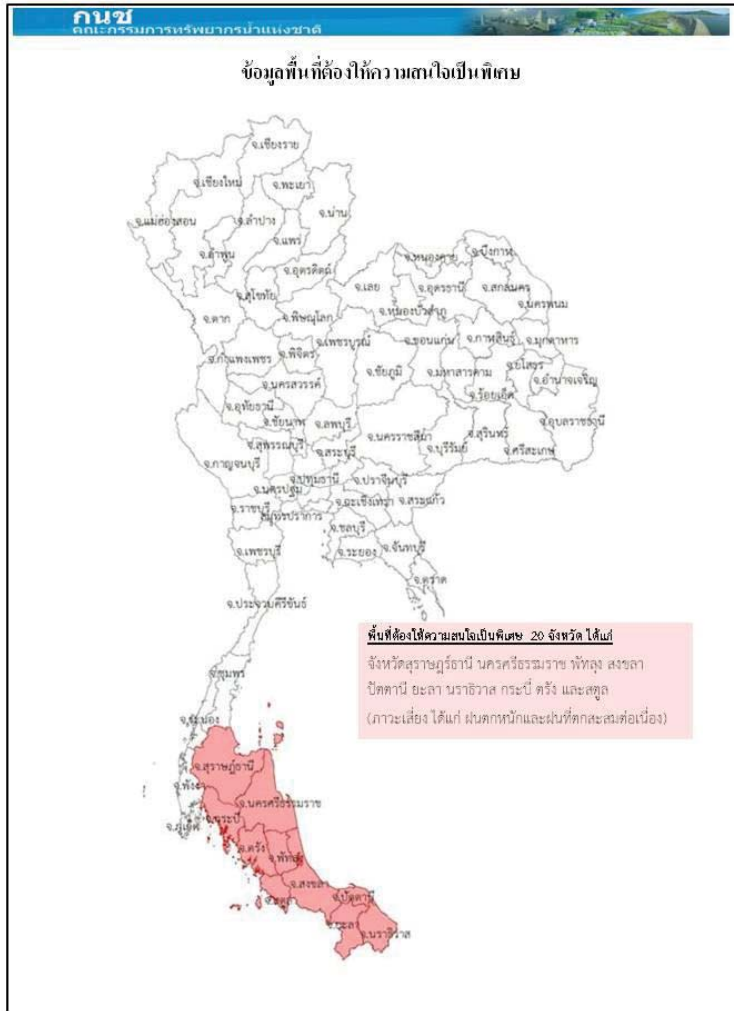 กนช
คณะกรรมการทรัพยากรน้ำแห่งชาติ
ข้อมูลพื้นที่ต้องให้ความสนใจเป็นพิเศษ
จ.เชียงราย
จ.เชียงใหม่
จ.พะเยา
จ.น่าน
จ.แม่ฮ่องสอน
จ.ลำปาง
จ.แพร่
จ.ลำพูน
จ.อุตรดิตถ์
จ.หนองคาย
จ.บึงกาฬ
จ.เลย
จ.อุดรธานี
จ.สกลนคร
จ.นครพนม
จ.สุโขทัย
จ.ตาก
จ.พิษณุโลก
จ.หนองบัวลำภู
จ.เพชรบูรณ์
จ.ขอนแก่น
จ.กาฬสินธุ์
จ.มุกดาหาร
จ.กำแพงเพชร
จ.พิจิตร
จ.ชัยภูมิ
จ.มหาสารคาม
จ.ยโสธร
จ.อำนาจเจริญ
จ.นครสวรรค์
จ.ร้อยเอ็ด
จ.อุทัยธานี
จ.ชัยนาท
จ.ลพบุรี
จ.นครราชสีมา
จ.บุรีรัมย์
จ.สุรินทร์
จ.ศรีสะเกษ
จ.อุบลราชธานี
จ.สุพรรณบุรี
จ.สระบุรี
จ.กาญจนบุรี
จ.ปทุมธานี
จ.ปราจีนบุรี
จ.นครปฐม
จ.ฉะเชิงเทรา
จ.สระแก้ว
จ.ราชบุรี
สมุทรปราการ
จ.ชลบุรี
จ.เพชรบุรี
จ.ระยอง
จ.จันทบุรี
จ.ตราด
จ.ประจวบคีรีขันธ์
พื้นที่ต้องให้ความสนใจเป็นพิเศษ 20 จังหวัด ได้แก่
จังหวัดสุราษฎร์ธานี นครศรีธรรมราช พัทลุง สงขลา
ปัตตานี ยะลา นราธิวาส กระบี่ ตรัง และสตูล
(ภาวะเสี่ยง ได้แก่ ฝนตกหนักและฝนที่ตกสะสมต่อเนื่อง)
จ.ชุมพร
จ.ระนอง
จ.สุราษฎร์ธานี
จ.พังงา
จ.นครศรีธรรมราช
จ.กระบี่
จ.ภูเก็ต
จ.ตรัง
จ.พัทลุง
จ.สงขลา
จ.สตูล
จ.ปัตตานี
จ.ยะลา
จ.นราธิวาส